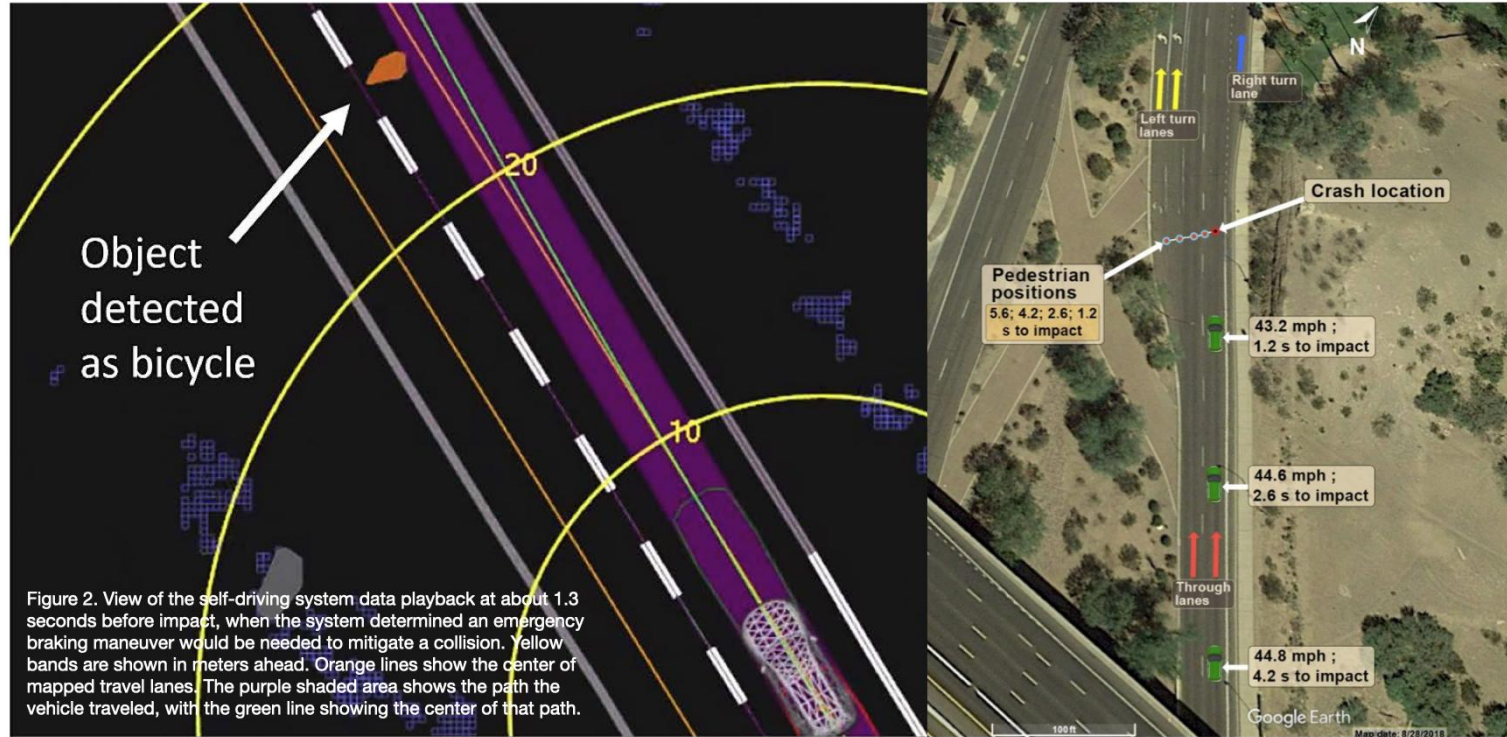 20
10
Object
detected
as bicycle
Figure 2. View of the self-driving system data playback at about 1.3
seconds before impact, when the system determined an emergency
braking maneuver would be needed to mitigate a collision. Yellow
bands are shown in meters ahead. Orange lines show the center of
mapped travel lanes. The purple shaded area shows the path the
vehicle traveled, with the green line showing the center of that path.
N
Right turn
lane
Left turn
lanes
Crash location
Pedestrian
positions
5.6; 4.2; 2.6; 1.2
s to impact
43.2 mph ;
1.2 s to impact
44.6 mph ;
2.6 s to impact
Through
lanes
44.8 mph ;
4.2 s to impact
100 ft
Google Earth
Map date: 8/28/2018